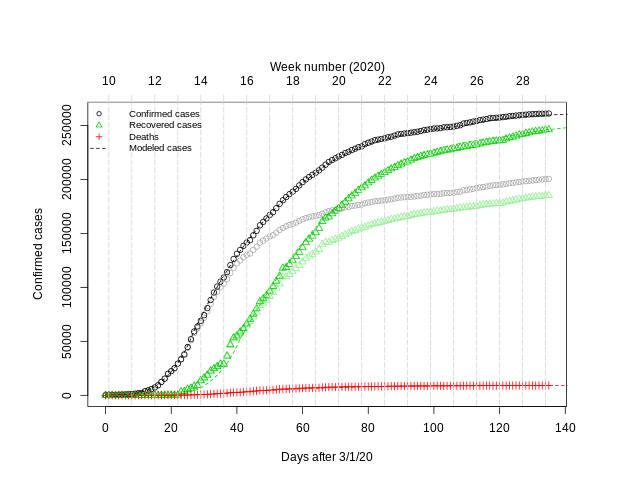 Week number (2020)
10 12 14 16 18 20 22 24 26 28
Confirmed cases
Recovered cases
Deaths
Modeled cases
Confirmed cases
0 50000 100000 150000 200000 250000
0 20 40 60 80 100 120 140
Days after 3/1/20